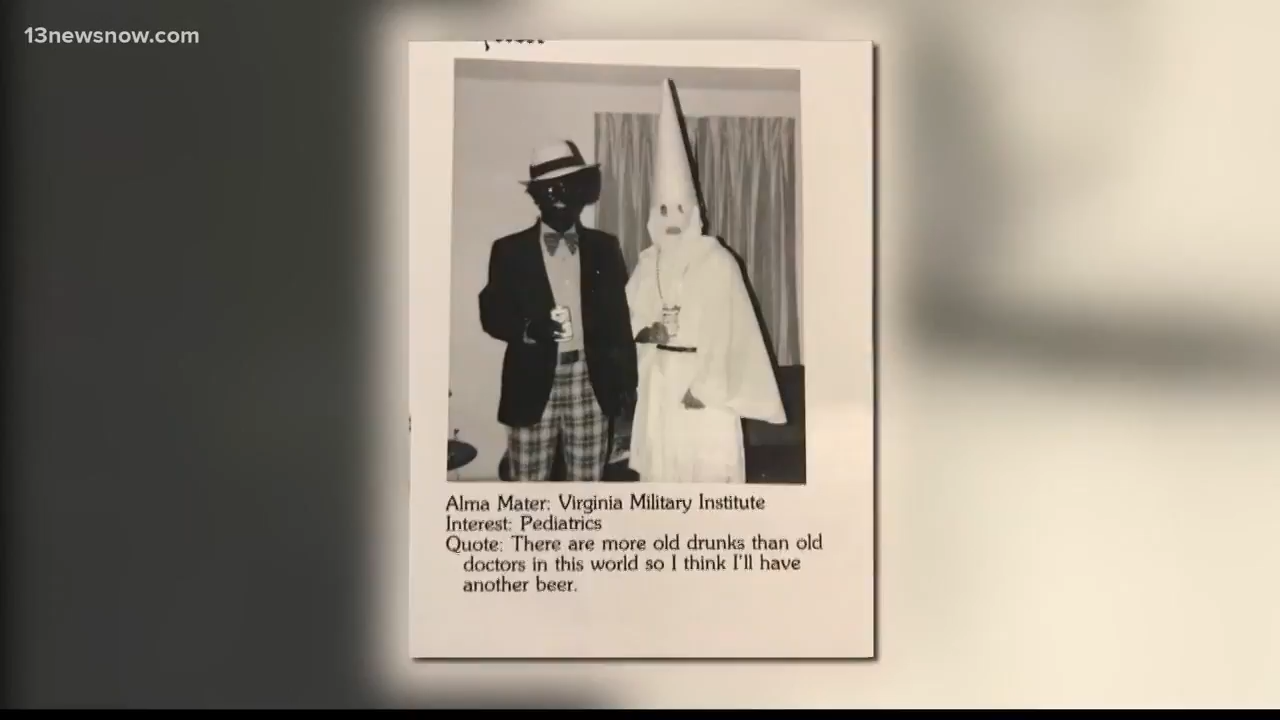 13newsnow.com
Alma Mater: Virginia Military Institute
Interest: Pediatrics
Quote: There are more old drunks than old
doctors in this world so I think I'll have
another beer.